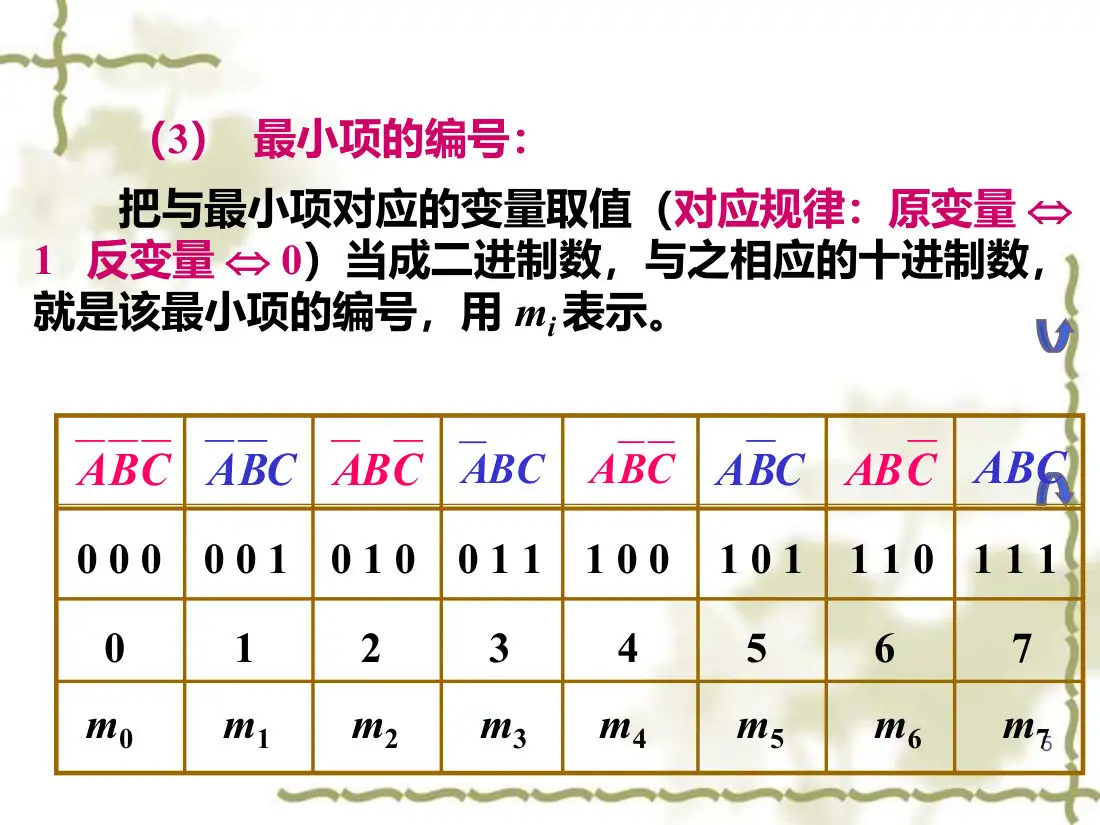 (3) 最小项的编号：
把与最小项对应的变量取值（对应规律：原变量 ⇔
1 反变量 ⇔ 0）当成二进制数，与之相应的十进制数，
就是该最小项的编号，用 mᵢ 表示。
A̅B̅C̅ A̅B̅C A̅BC̅ A̅BC AB̅C̅ AB̅C ABC̅ ABC
0 0 0 0 0 1 0 1 0 0 1 1 1 0 0 1 0 1 1 1 0 1 1 1
0 1 2 3 4 5 6 7
m₀ m₁ m₂ m₃ m₄ m₅ m₆ m₇